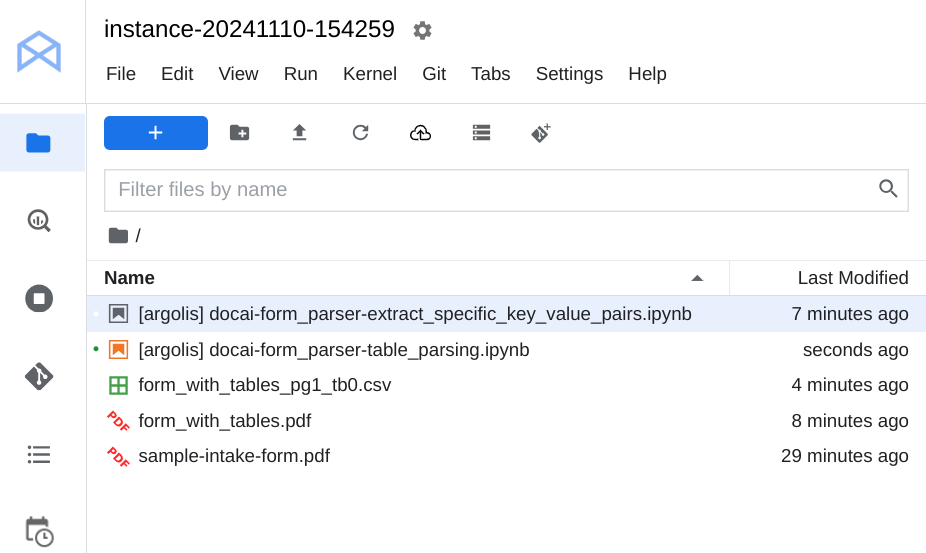 instance-20241110-154259
File Edit View Run Kernel Git Tabs Settings Help
Filter files by name
/
Name Last Modified
[argolis] docai-form_parser-extract_specific_key_value_pairs.ipynb 7 minutes ago
[argolis] docai-form_parser-table_parsing.ipynb seconds ago
form_with_tables_pg1_tb0.csv 4 minutes ago
PDF form_with_tables.pdf 8 minutes ago
PDF sample-intake-form.pdf 29 minutes ago